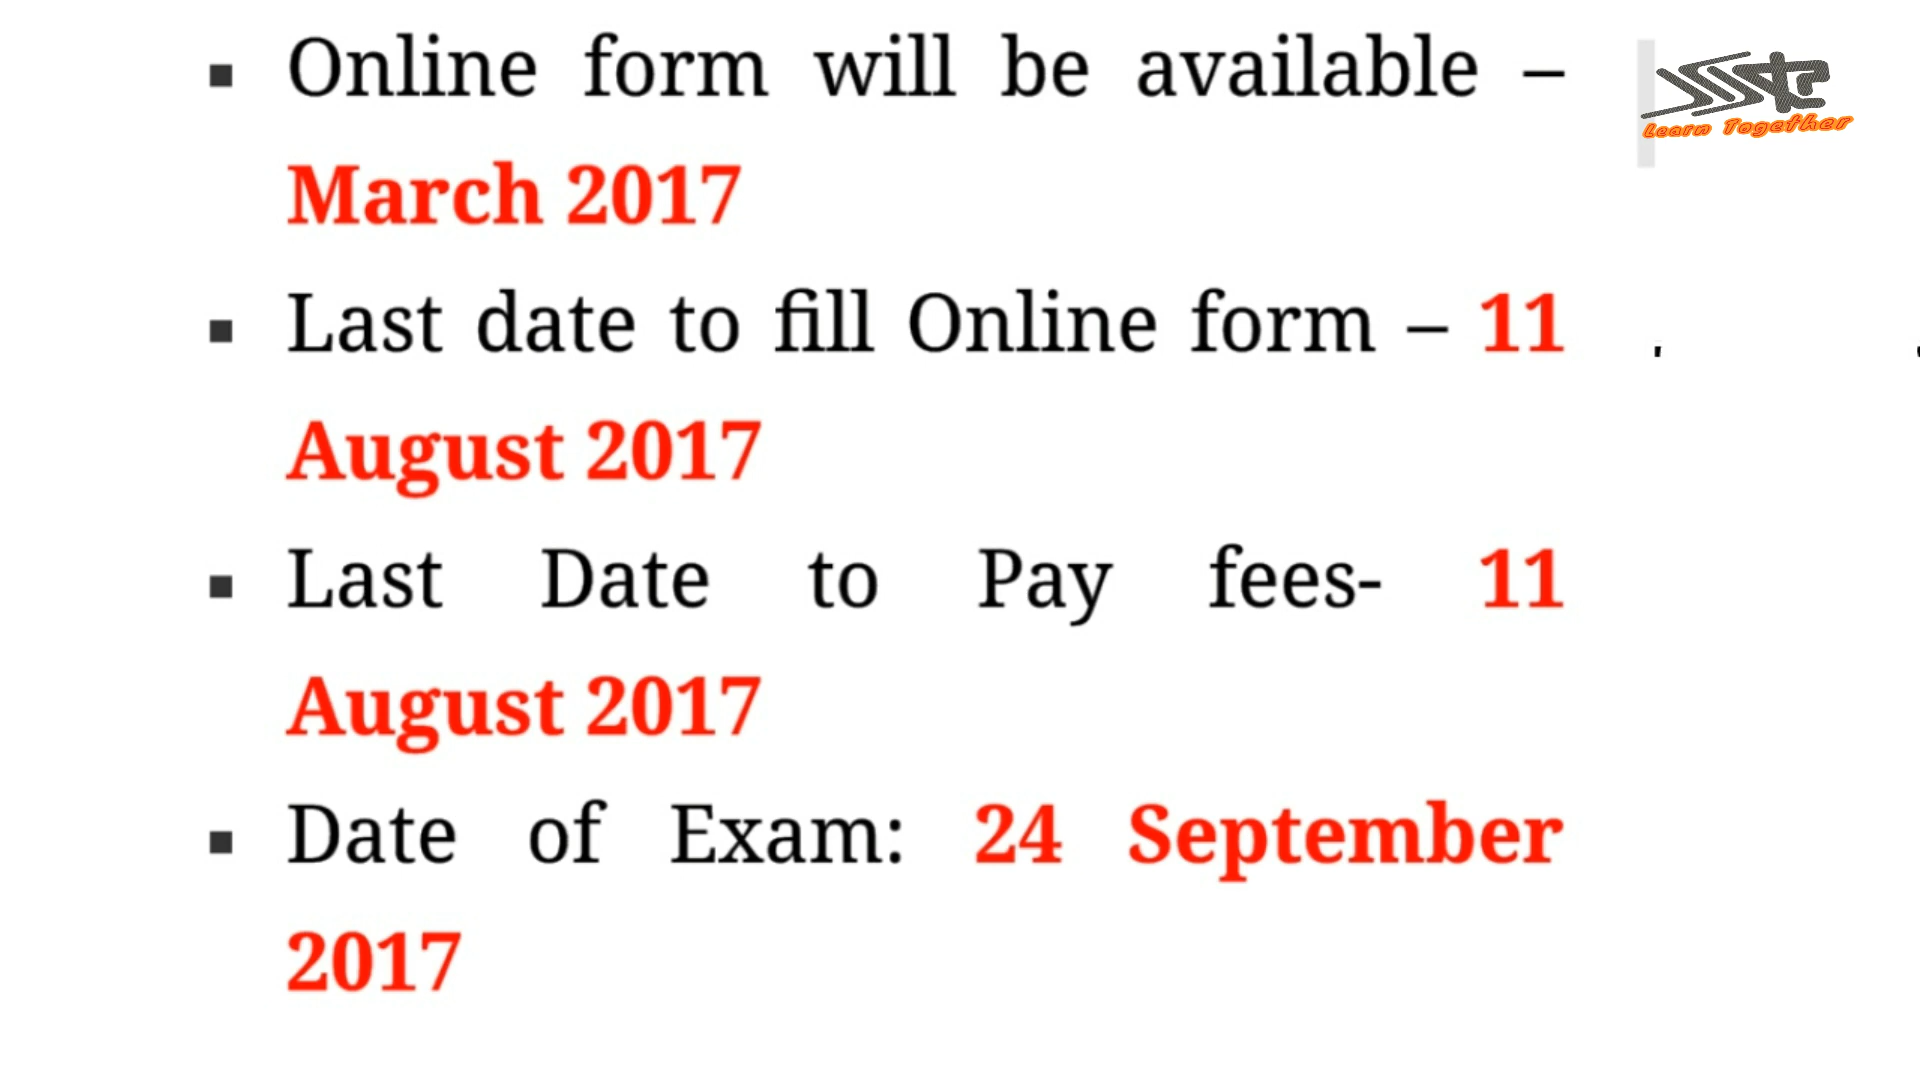 ▪ Online form will be available –
March 2017
▪ Last date to fill Online form – 11
August 2017
▪ Last Date to Pay fees- 11
August 2017
▪ Date of Exam: 24 September
2017
Learn Together